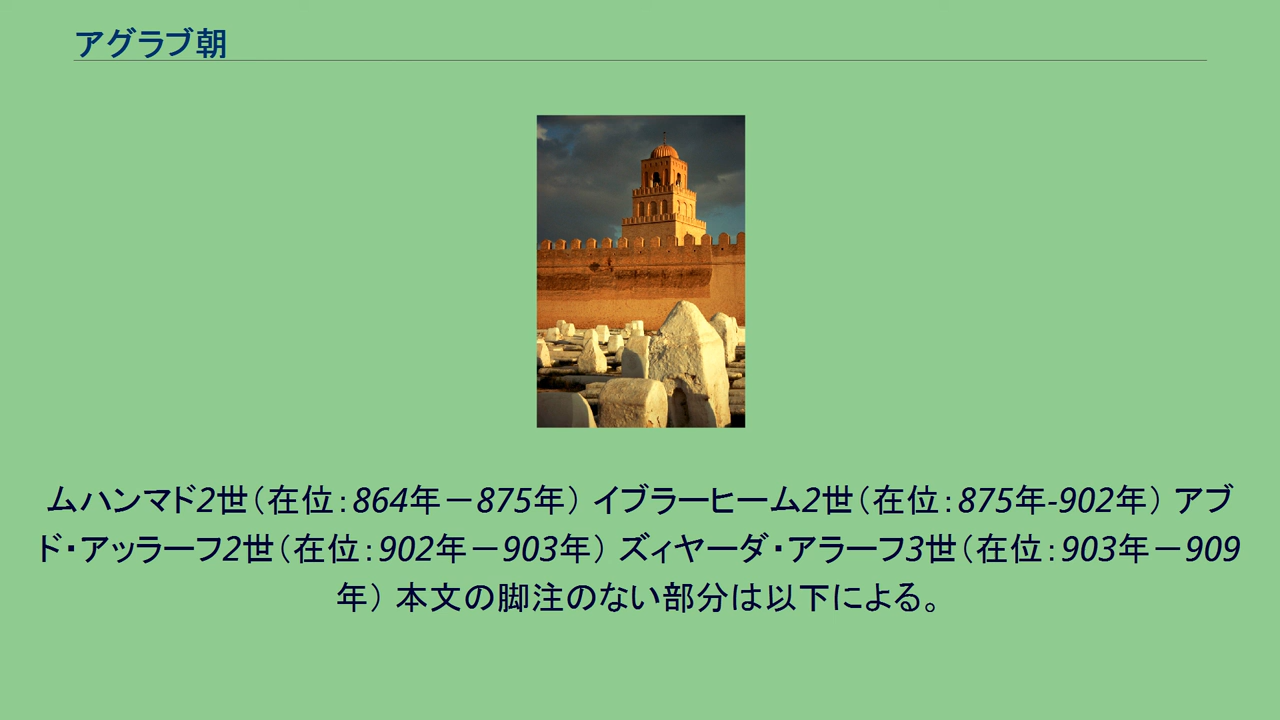 アグラブ朝
ムハンマド2世（在位：864年－875年） イブラーヒーム2世（在位：875年-902年） アブ
ド・アッラーフ2世（在位：902年－903年） ズィヤーダ・アラーフ3世（在位：903年－909
年） 本文の脚注のない部分は以下による。